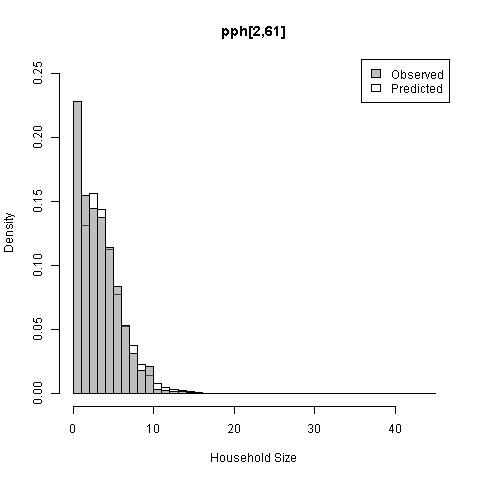 pph[2,61]
Observed
Predicted
0.25
0.20
0.15
0.10
0.05
0.00
Density
0 10 20 30 40
Household Size